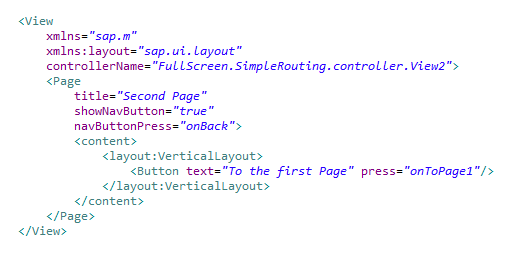 <View
xmlns="sap.m"
xmlns:layout="sap.ui.layout"
controllerName="FullScreen.SimpleRouting.controller.View2">
<Page
title="Second Page"
showNavButton="true"
navButtonPress="onBack">
<content>
<layout:VerticalLayout>
<Button text="To the first Page" press="onToPage1"/>
</layout:VerticalLayout>
</content>
</Page>
</View>